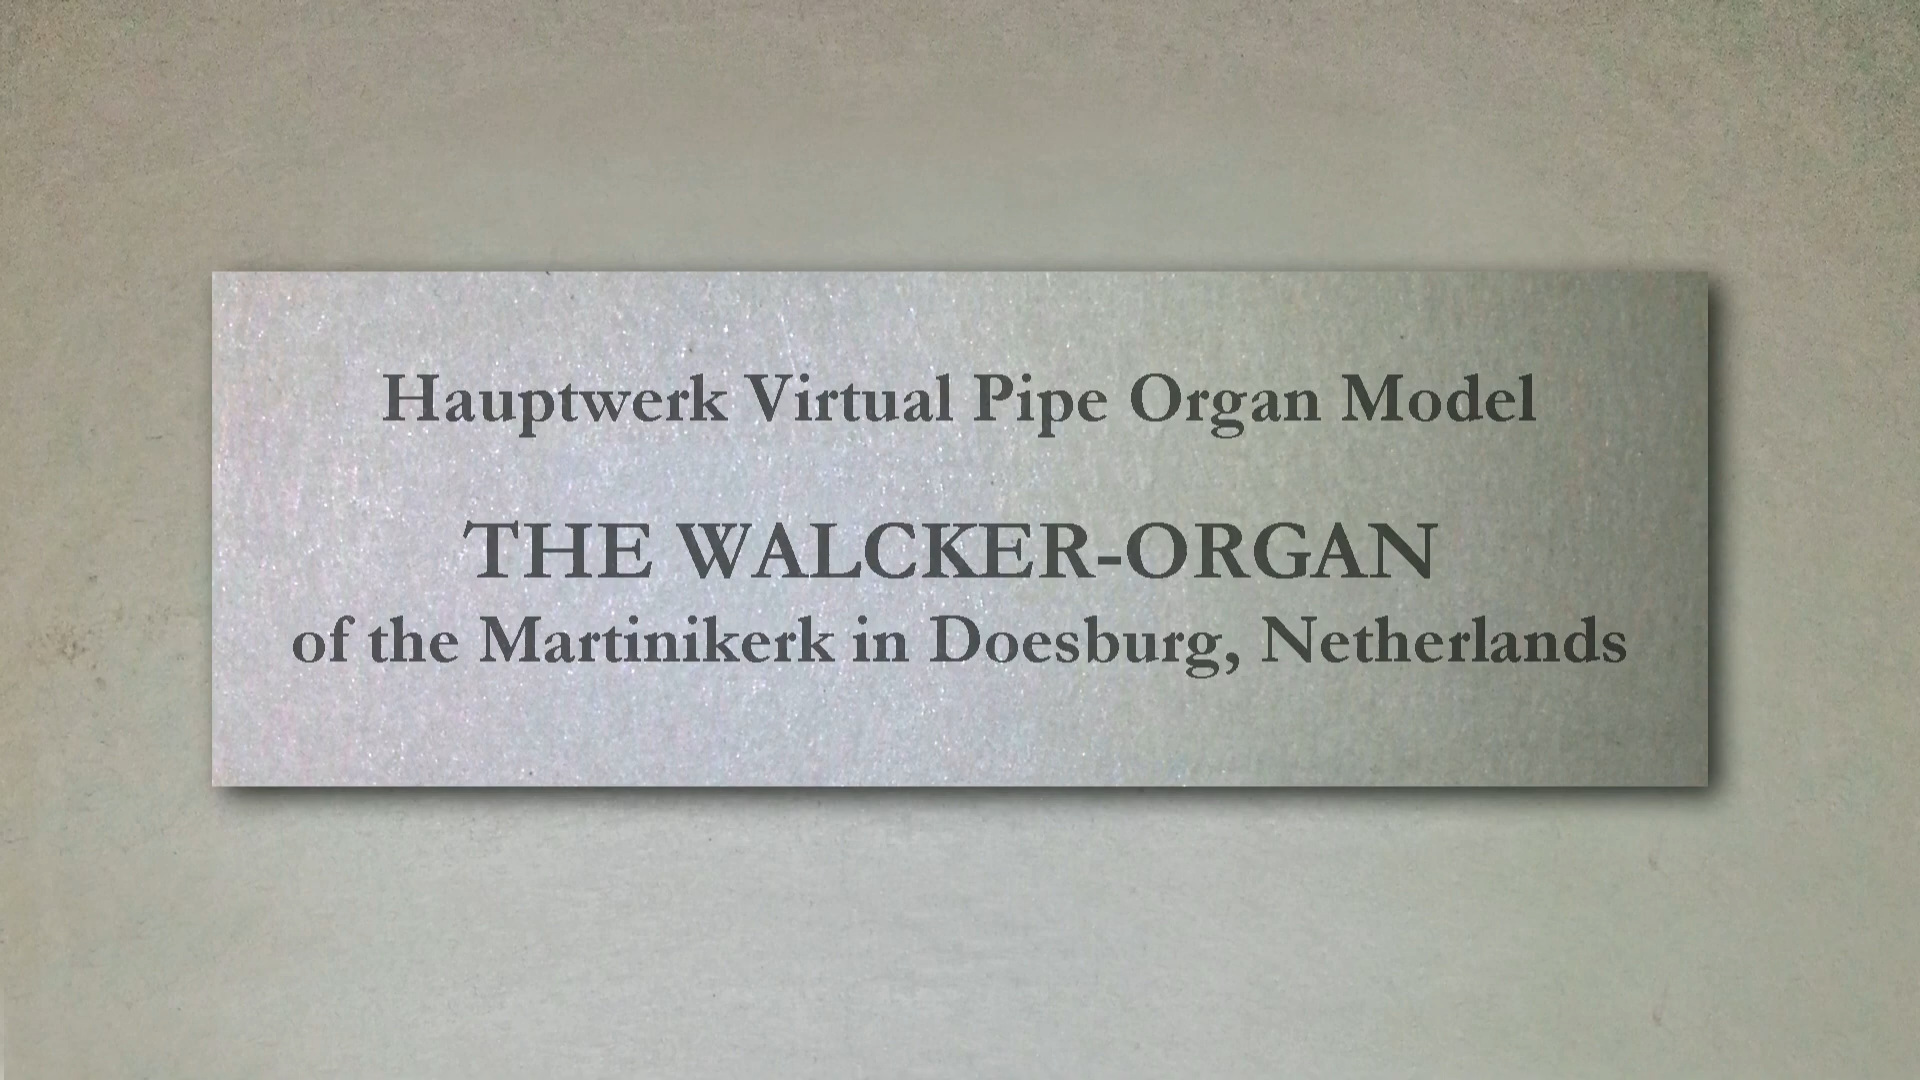 Hauptwerk Virtual Pipe Organ Model
THE WALCKER-ORGAN
of the Martinikerk in Doesburg, Netherlands